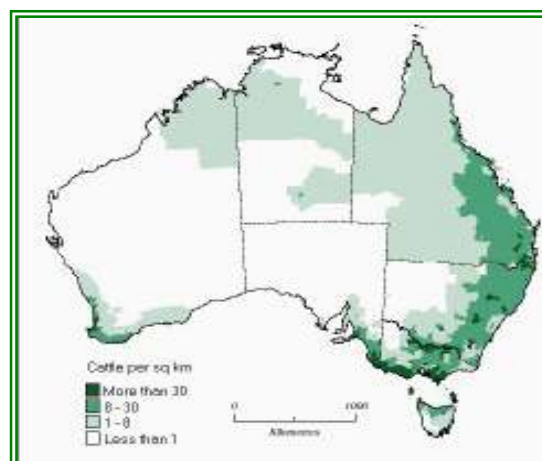 Cattle per sq km
More than 30
8 - 30
1 - 8
Less than 1
0
Kilometres